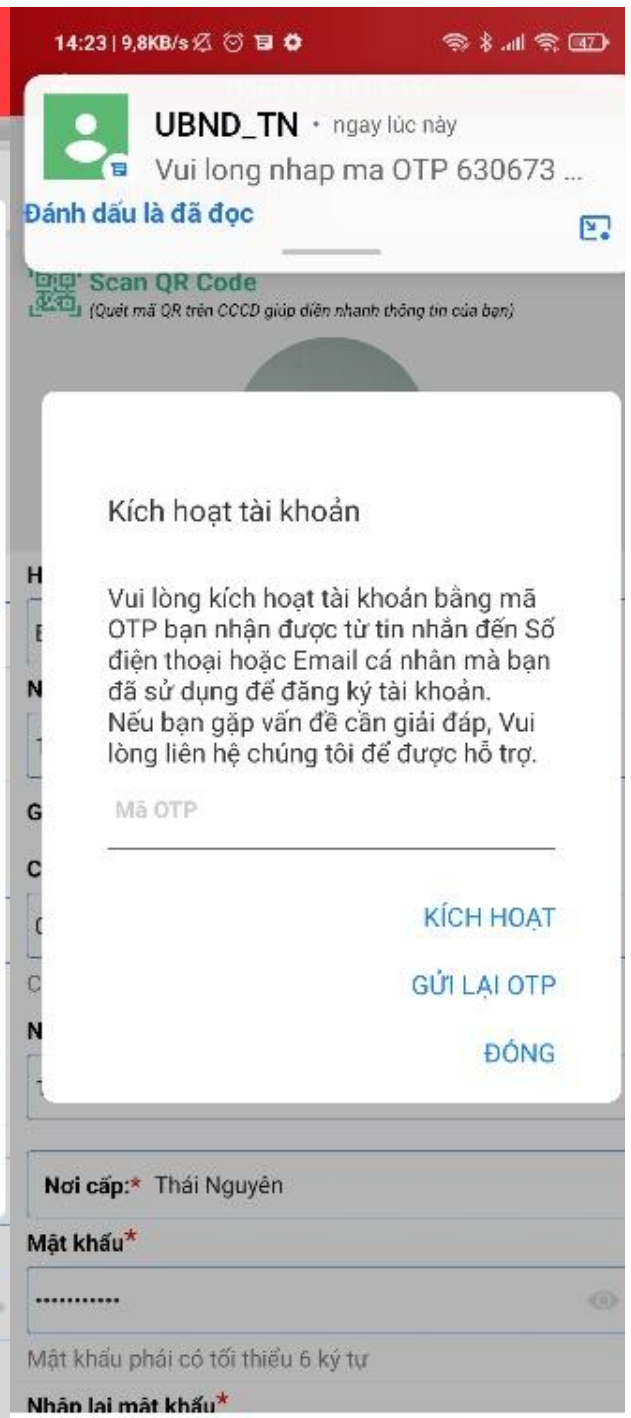 14:23 | 9,8KB/s
47
UBND_TN • ngay lúc này
Vui long nhap ma OTP 630673 ...
Đánh dấu là đã đọc
Scan QR Code
(Quét mã QR trên CCCD giúp điền nhanh thông tin của bạn)
Kích hoạt tài khoản
H
Vui lòng kích hoạt tài khoản bằng mã
OTP bạn nhận được từ tin nhắn đến Số
điện thoại hoặc Email cá nhân mà bạn
N
đã sử dụng để đăng ký tài khoản.
Nếu bạn gặp vấn đề cần giải đáp, Vui
lòng liên hệ chúng tôi để được hỗ trợ.
G
Mã OTP
C
KÍCH HOẠT
C
GỬI LẠI OTP
N
ĐÓNG
Nơi cấp:* Thái Nguyên
Mật khẩu*
•••••••••••
Mật khẩu phải có tối thiểu 6 ký tự
Nhập lại mật khẩu*